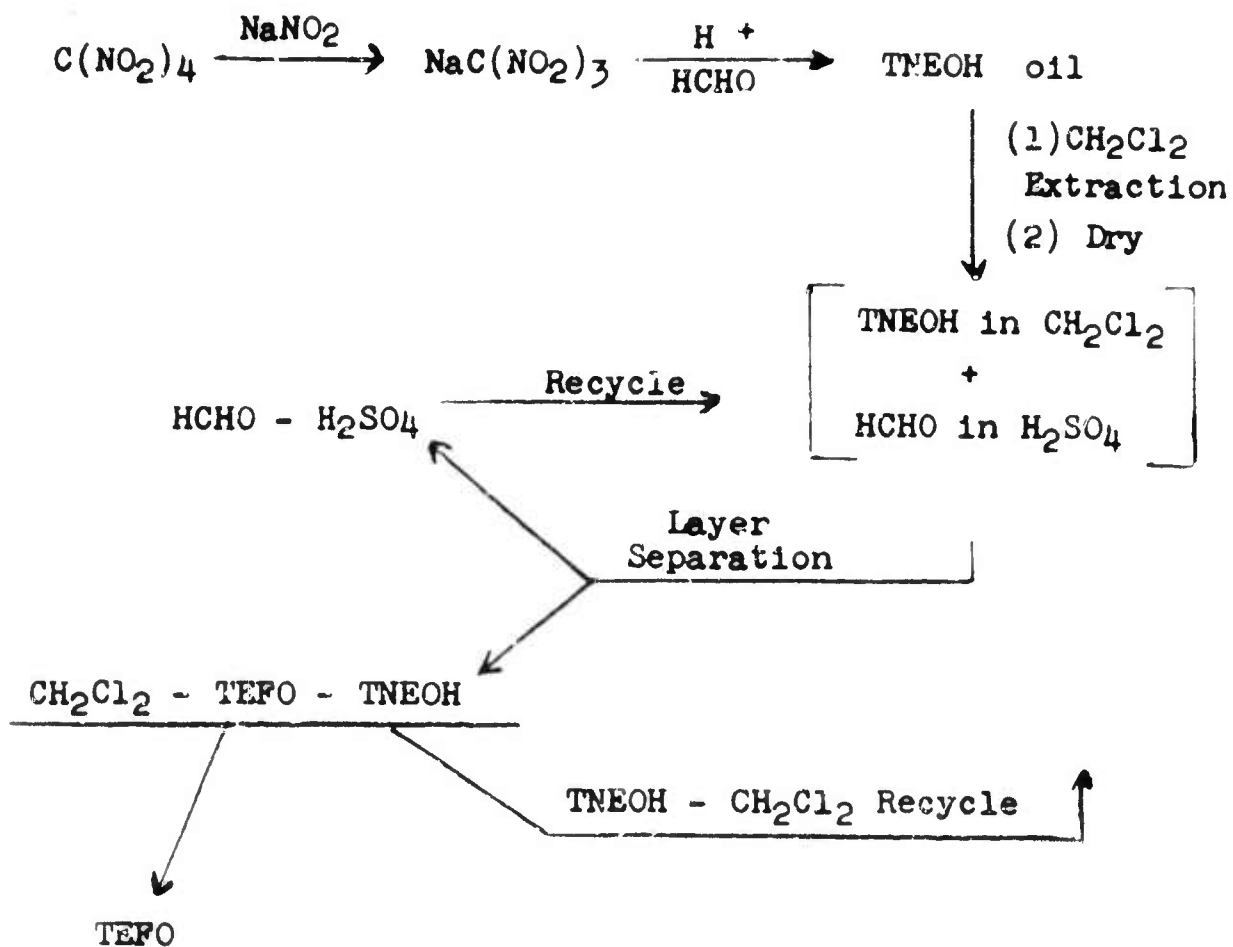 C(NO₂)₄ NaNO₂ NaC(NO₂)₃ H + HCHO TNEOH oil
(1)CH₂Cl₂
Extraction
(2) Dry
TNEOH in CH₂Cl₂
+
HCHO in H₂SO₄
HCHO - H₂SO₄ Recycle
Layer
Separation
CH₂Cl₂ - TEFO - TNEOH
TNEOH - CH₂Cl₂ Recycle
TEFO